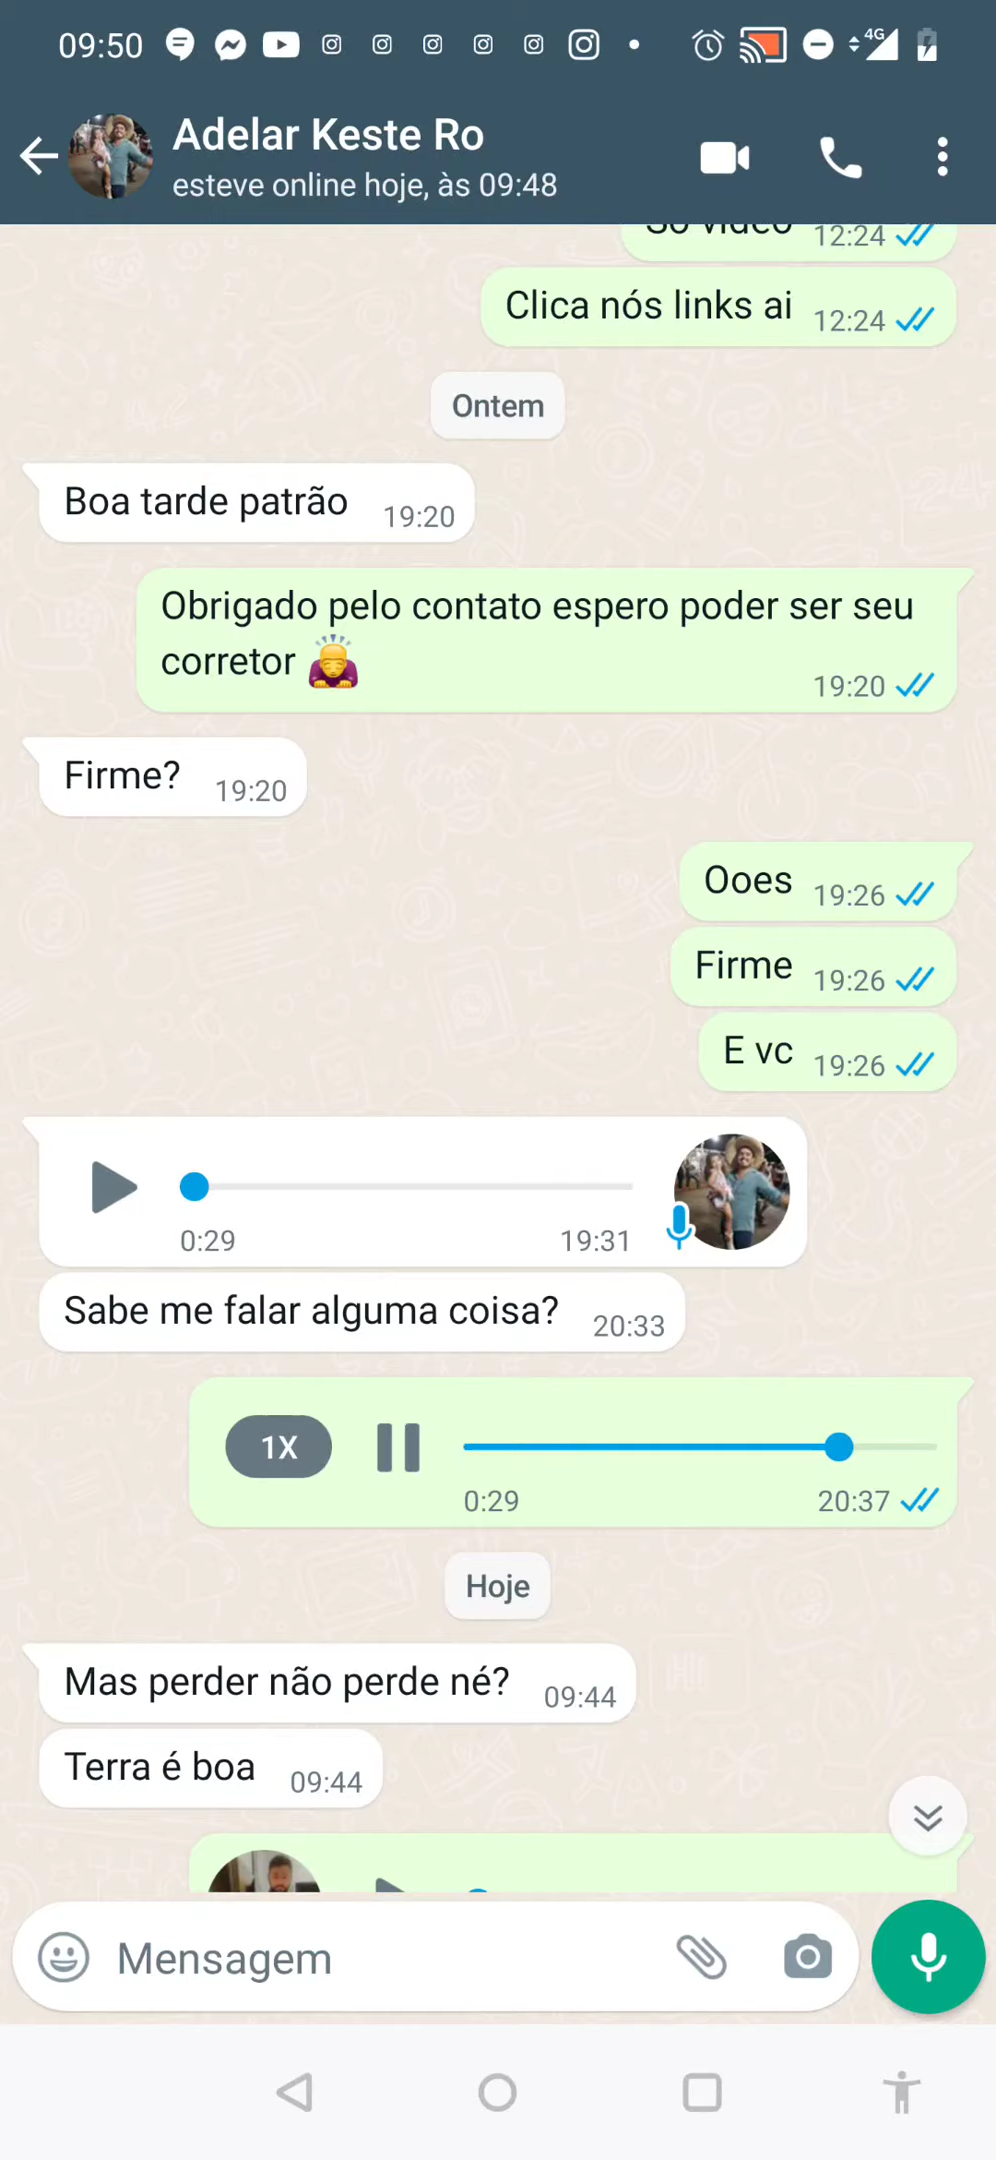 09:50
4G
Adelar Keste Ro
esteve online hoje, às 09:48
So video 12:24
Clica nós links ai 12:24
Ontem
Boa tarde patrão 19:20
Obrigado pelo contato espero poder ser seu
corretor
19:20
Firme? 19:20
Ooes 19:26
Firme 19:26
E vc 19:26
0:29 19:31
Sabe me falar alguma coisa? 20:33
1X
0:29 20:37
Hoje
Mas perder não perde né? 09:44
Terra é boa 09:44
Mensagem